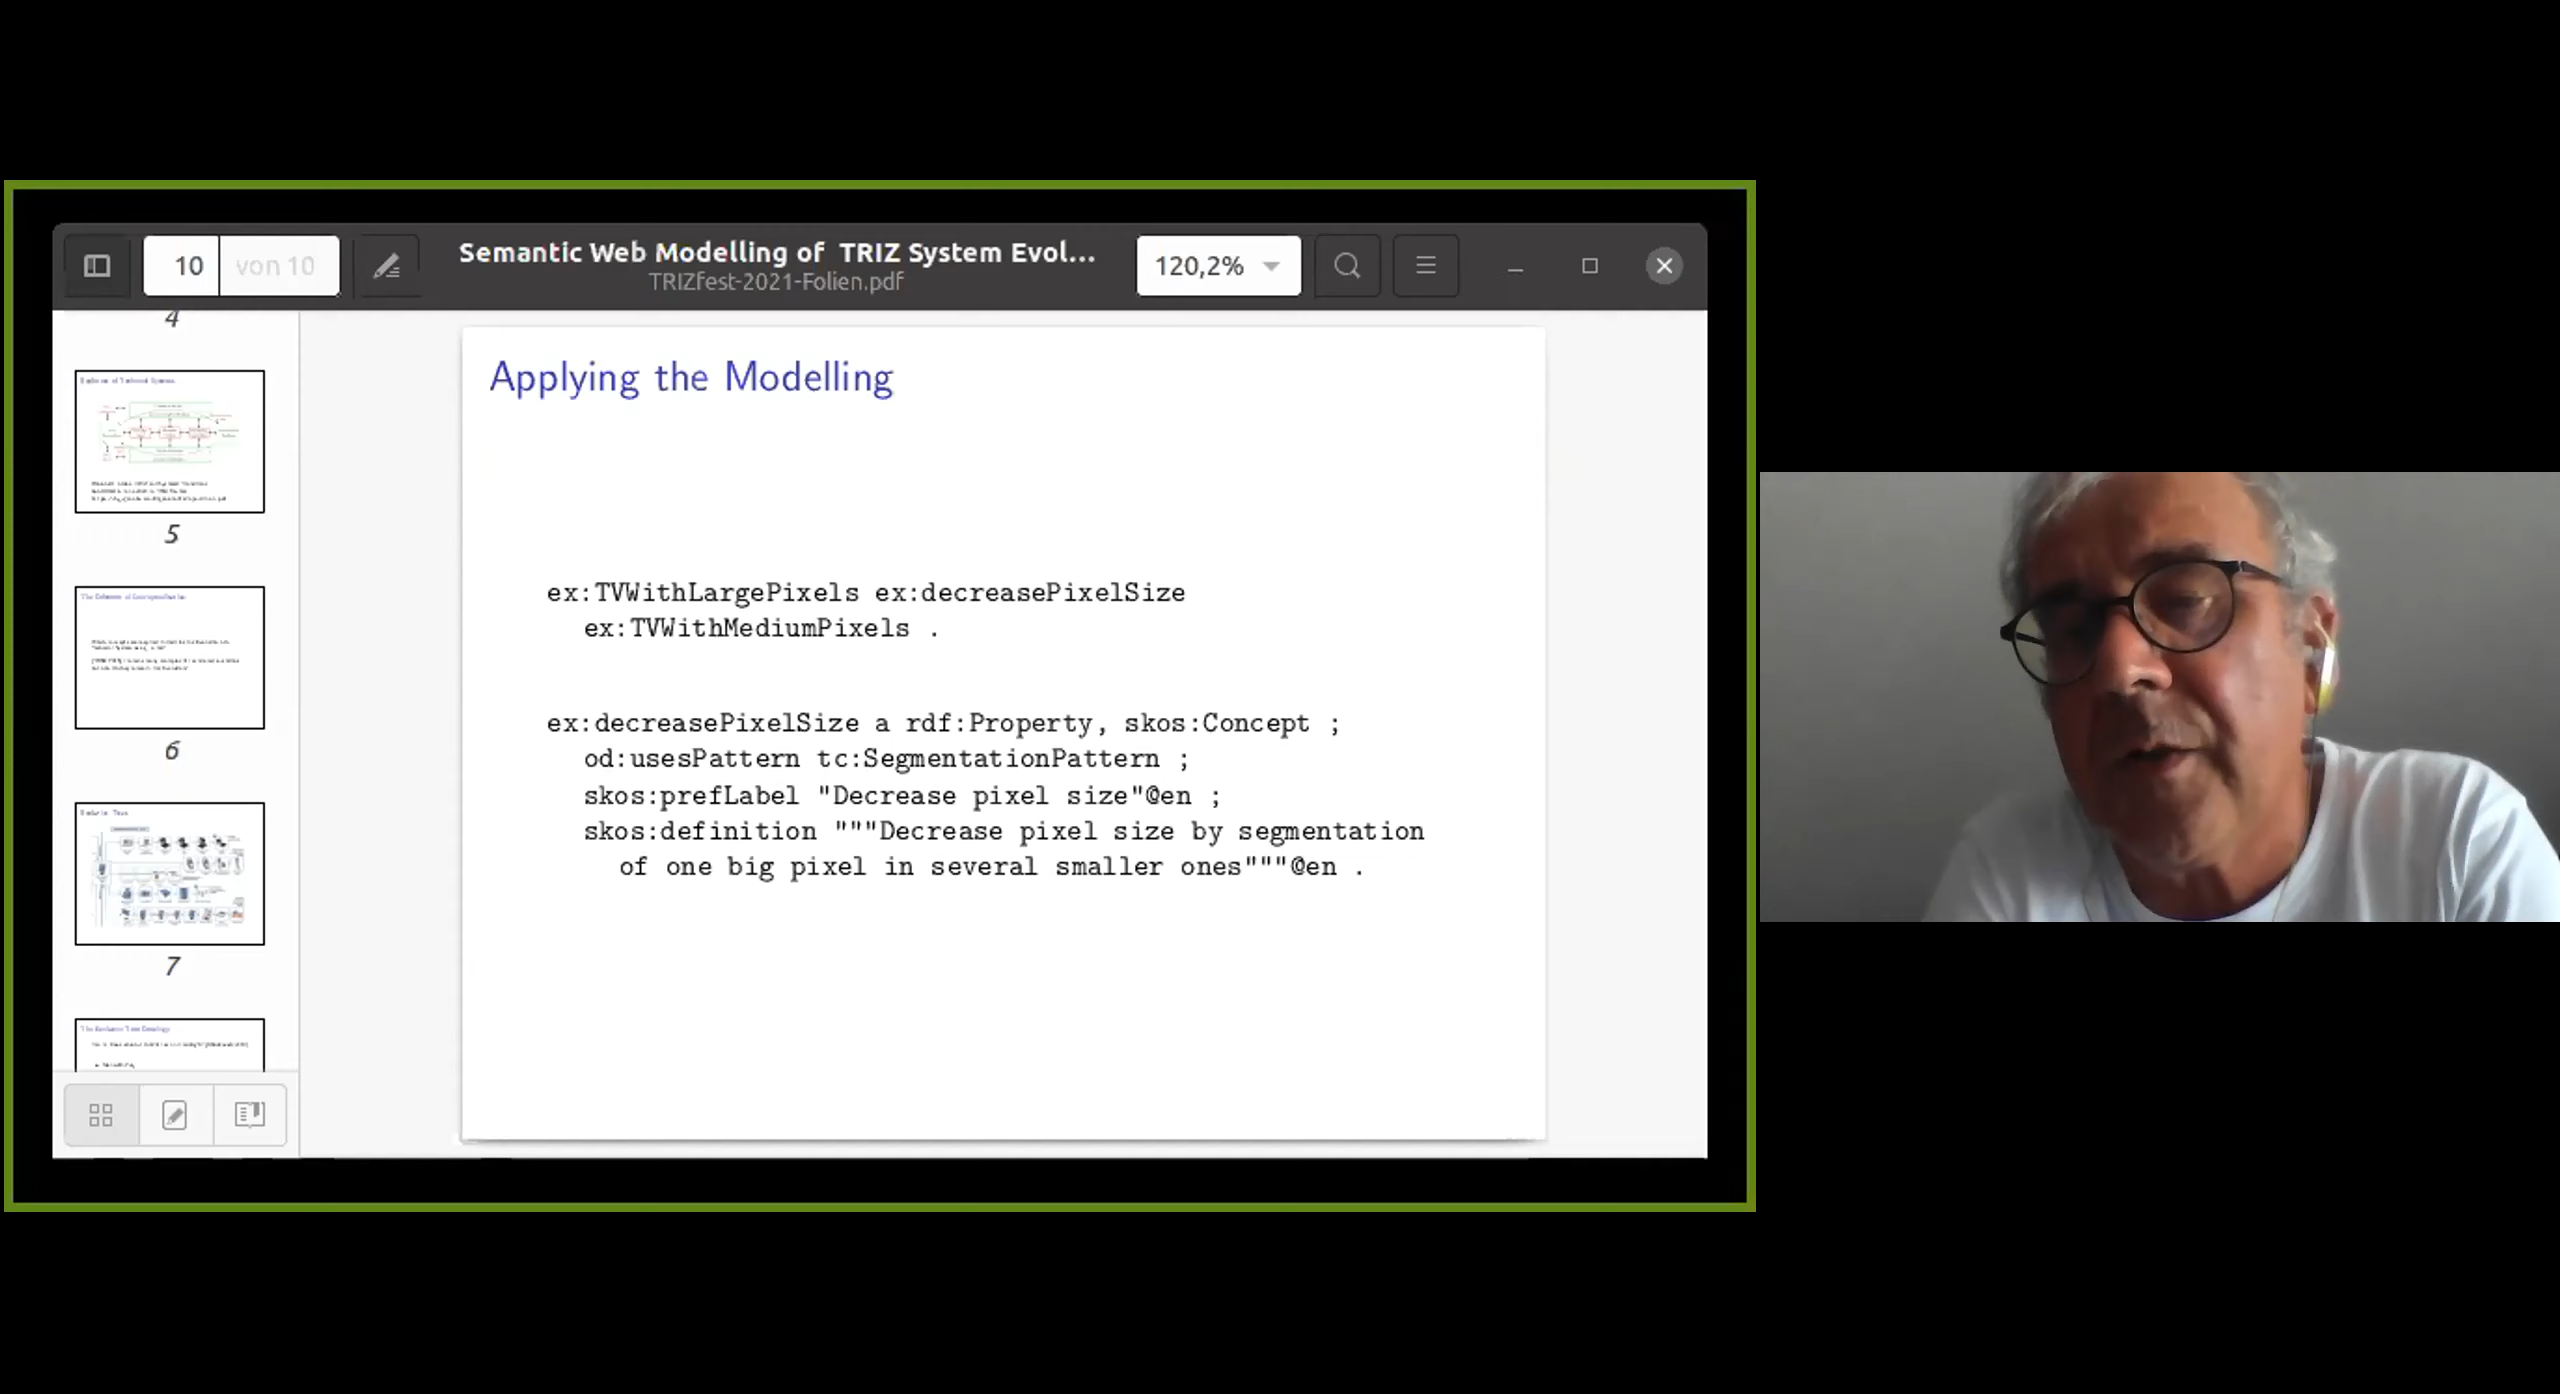 10 von 10
Semantic Web Modelling of TRIZ System Evol...
TRIZfest-2021-Folien.pdf
120,2%
4
5
6
7
Applying the Modelling
ex:TVWithLargePixels ex:decreasePixelSize
ex:TVWithMediumPixels .
ex:decreasePixelSize a rdf:Property, skos:Concept ;
od:usesPattern tc:SegmentationPattern ;
skos:prefLabel "Decrease pixel size"@en ;
skos:definition """Decrease pixel size by segmentation
of one big pixel in several smaller ones"""@en .